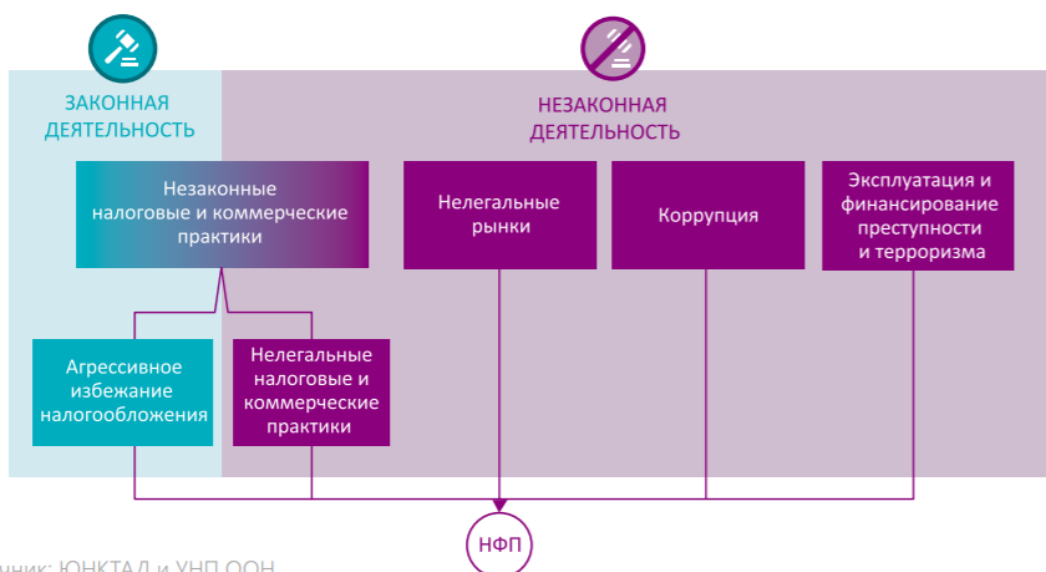 ЗАКОННАЯ
ДЕЯТЕЛЬНОСТЬ
НЕЗАКОННАЯ
ДЕЯТЕЛЬНОСТЬ
Незаконные
налоговые и коммерческие
практики
Нелегальные
рынки
Коррупция
Эксплуатация и
финансирование
преступности
и терроризма
Агрессивное
избежание
налогообложения
Нелегальные
налоговые и
коммерческие
практики
НФП
ЮНКТАД и УНП ООН